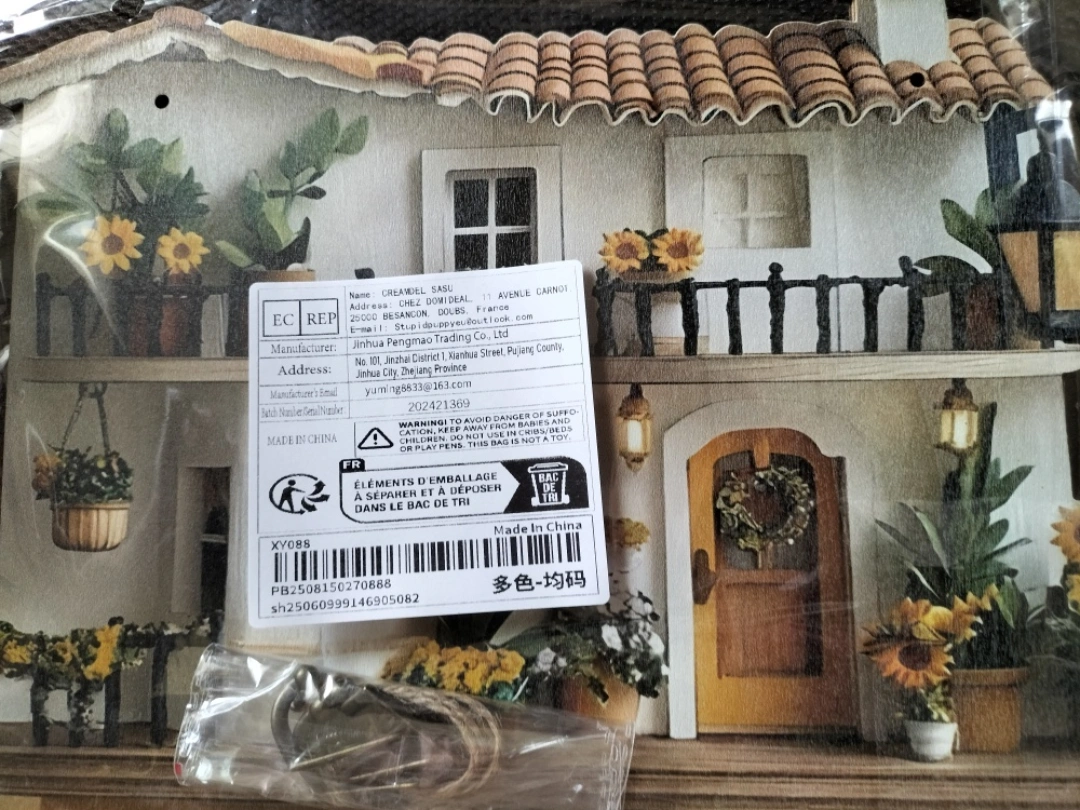 EC REP
Name: CREAMDEL SASU
Address: CHEZ DOMIDEAL, 11 AVENUE CARNOT,
25000 BESANCON, DOUBS, France
E-mail: Stupidpuppyeu@outlook.com
Manufacturer: Jinhua Pengmao Trading Co., Ltd
Address: No. 101, Jinzhai District 1, Xianhua Street, Pujiang County,
Jinhua City, Zhejiang Province
Manufacturer's Email yuming8833@163.com
Batch Number/Serial Number 202421369
MADE IN CHINA
WARNING! TO AVOID DANGER OF SUFFO-
CATION, KEEP AWAY FROM BABIES AND
CHILDREN. DO NOT USE IN CRIBS/BEDS
OR PLAY PENS. THIS BAG IS NOT A TOY.
FR
ÉLÉMENTS D'EMBALLAGE
À SÉPARER ET À DÉPOSER
DANS LE BAC DE TRI
BAC
DE
TRI
XY088 Made In China
PB2508150270888
sh25060999146905082
多色-均码